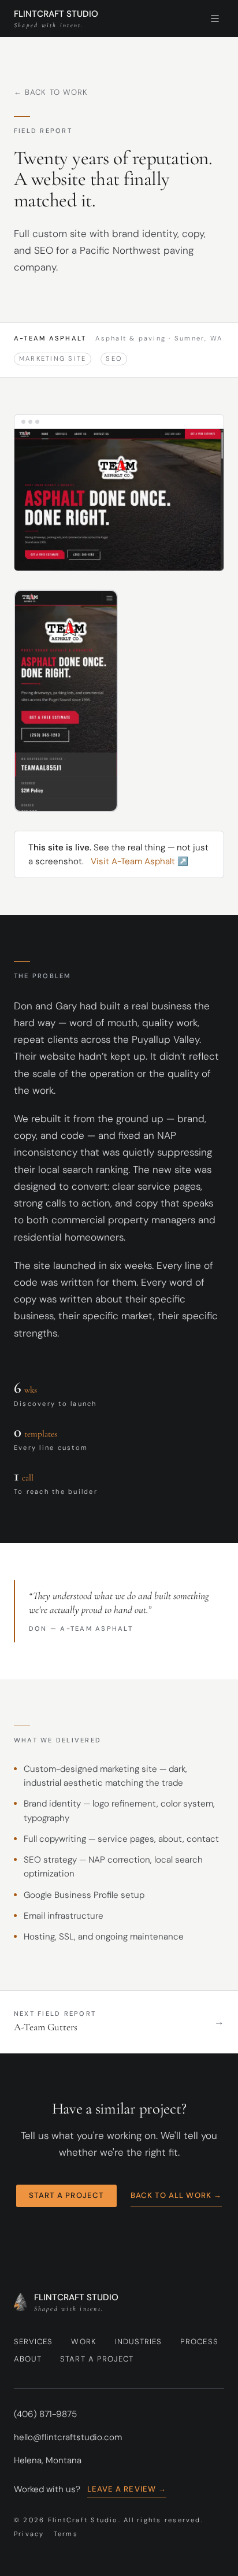 FLINTCRAFT STUDIO
Shaped with intent.
← BACK TO WORK
FIELD REPORT
Twenty years of reputation.
A website that finally
matched it.
Full custom site with brand identity, copy,
and SEO for a Pacific Northwest paving
company.
A-TEAM ASPHALT Asphalt & paving · Sumner, WA
MARKETING SITE SEO
TEAM
ASPHALT CO.
ASPHALT DONE ONCE.
DONE RIGHT.
TEAM
ASPHALT CO.
ASPHALT DONE ONCE.
DONE RIGHT.
GET A FREE ESTIMATE
TEAMAAL855J1
$2M Policy
This site is live. See the real thing — not just
a screenshot. Visit A-Team Asphalt ↗
THE PROBLEM
Don and Gary had built a real business the
hard way — word of mouth, quality work,
repeat clients across the Puyallup Valley.
Their website hadn't kept up. It didn't reflect
the scale of the operation or the quality of
the work.
We rebuilt it from the ground up — brand,
copy, and code — and fixed an NAP
inconsistency that was quietly suppressing
their local search ranking. The new site was
designed to convert: clear service pages,
strong calls to action, and copy that speaks
to both commercial property managers and
residential homeowners.
The site launched in six weeks. Every line of
code was written for them. Every word of
copy was written about their specific
business, their specific market, their specific
strengths.
6 wks
Discovery to launch
0 templates
Every line custom
1 call
To reach the builder
“They understood what we do and built something
we're actually proud to hand out.”
DON — A-TEAM ASPHALT
WHAT WE DELIVERED
Custom-designed marketing site — dark,
industrial aesthetic matching the trade
Brand identity — logo refinement, color system,
typography
Full copywriting — service pages, about, contact
SEO strategy — NAP correction, local search
optimization
Google Business Profile setup
Email infrastructure
Hosting, SSL, and ongoing maintenance
NEXT FIELD REPORT
A-Team Gutters →
Have a similar project?
Tell us what you're working on. We'll tell you
whether we're the right fit.
START A PROJECT BACK TO ALL WORK →
FLINTCRAFT STUDIO
Shaped with intent.
SERVICES WORK INDUSTRIES PROCESS
ABOUT START A PROJECT
(406) 871-9875
hello@flintcraftstudio.com
Helena, Montana
Worked with us? LEAVE A REVIEW →
© 2026 FlintCraft Studio. All rights reserved.
Privacy Terms